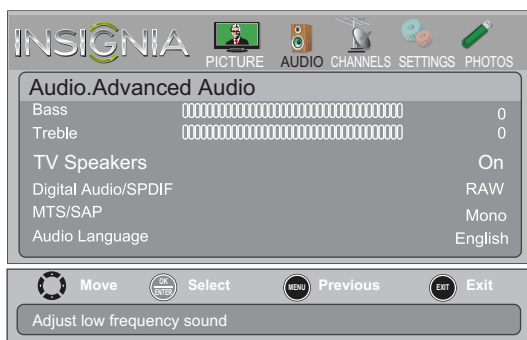 INSIGNIA
PICTURE AUDIO CHANNELS SETTINGS PHOTOS
Audio.Advanced Audio
Bass 0
Treble 0
TV Speakers On
Digital Audio/SPDIF RAW
MTS/SAP Mono
Audio Language English
Move OK ENTER Select MENU Previous EXIT Exit
Adjust low frequency sound